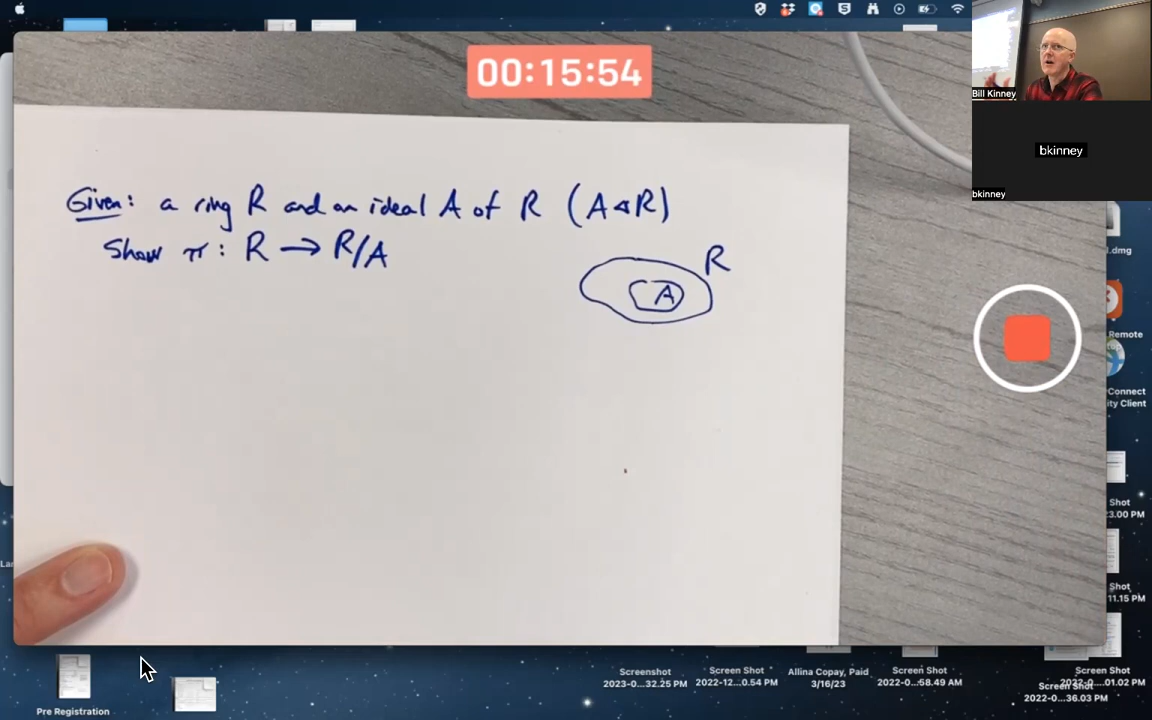 00:15:54
Bill Kinney
bkinney
bkinney
Given: a ring R and an ideal A of R (A ⊲ R)
Show π: R → R/A
R
A
.dmg
Remote
Connect
ity Client
Shot
3.00 PM
Shot
11.15 PM
Screenshot
2023-0...32.25 PM
Screen Shot
2022-12...0.54 PM
Allina Copay, Paid
3/16/23
Screen Shot
2022-0....58.49 AM
Screen Shot
2022-0....01.02 PM
Screen Shot
2022-0...36.03 PM
Pre Registration